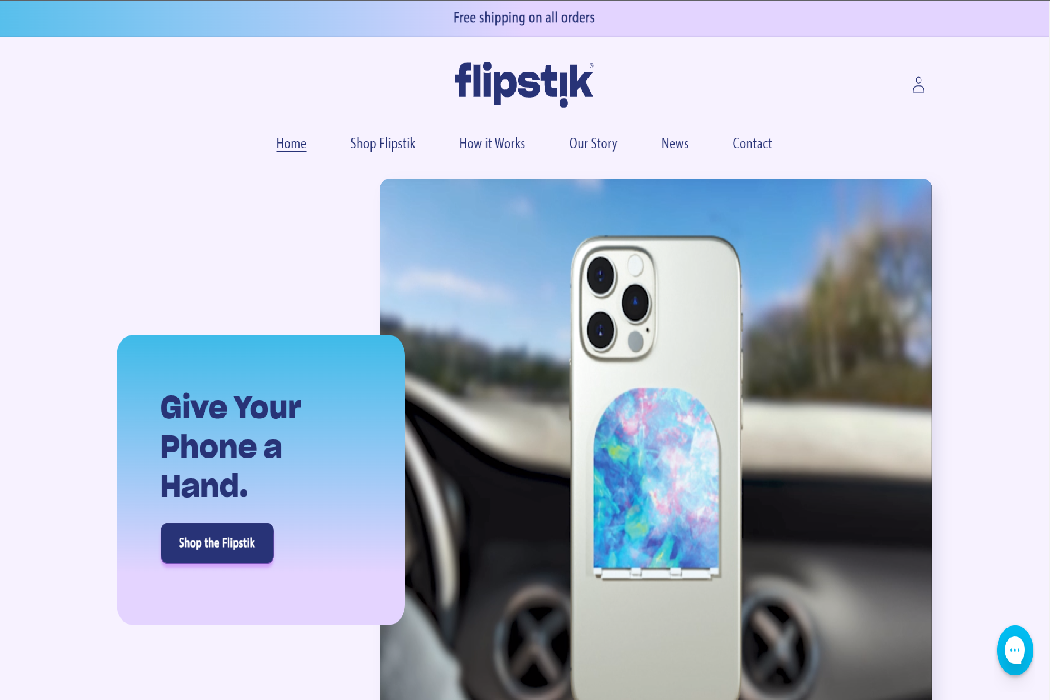 Free shipping on all orders
flipstik®
Home Shop Flipstik How it Works Our Story News Contact
Give Your
Phone a
Hand.
Shop the Flipstik